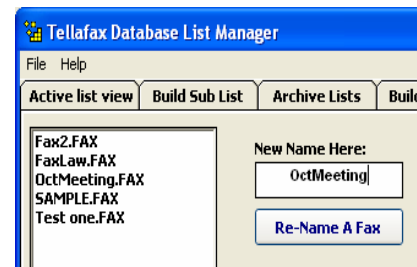 Tellafax Database List Manager
File Help
Active list view Build Sub List Archive Lists
Fax2.FAX
FaxLaw.FAX
OctMeeting.FAX
SAMPLE.FAX
Test one.FAX
New Name Here:
OctMeeting
Re-Name A Fax